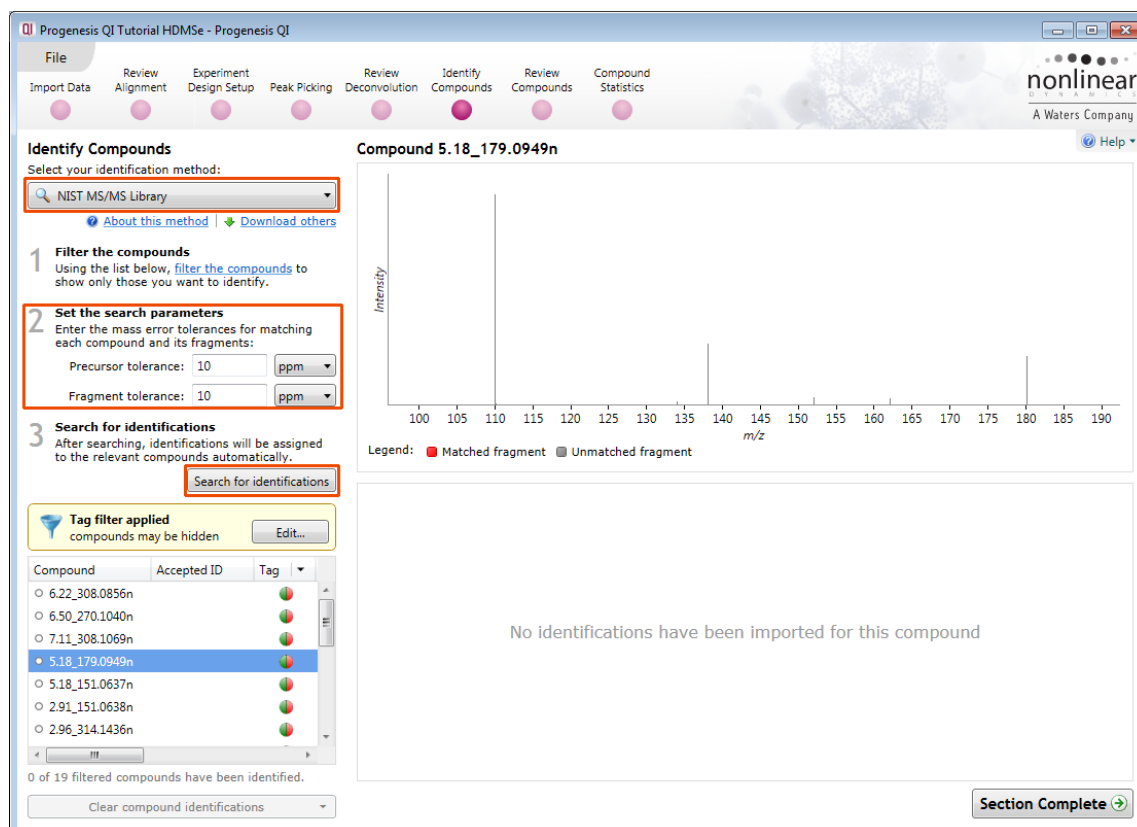 Progenesis QI Tutorial HDMSe - Progenesis QI
File
Import Data
Review Alignment
Experiment Design Setup
Peak Picking
Review Deconvolution
Identify Compounds
Review Compounds
Compound Statistics
nonlinear
DYNAMICS
A Waters Company
Help
Identify Compounds
Select your identification method:
NIST MS/MS Library
About this method | Download others
1 Filter the compounds
Using the list below, filter the compounds to
show only those you want to identify.
2 Set the search parameters
Enter the mass error tolerances for matching
each compound and its fragments:
Precursor tolerance: 10 ppm
Fragment tolerance: 10 ppm
3 Search for identifications
After searching, identifications will be assigned
to the relevant compounds automatically.
Search for identifications
Tag filter applied
compounds may be hidden
Edit...
Compound Accepted ID Tag
6.22_308.0856n
6.50_270.1040n
7.11_308.1069n
5.18_179.0949n
5.18_151.0637n
2.91_151.0638n
2.96_314.1436n
0 of 19 filtered compounds have been identified.
Clear compound identifications
Compound 5.18_179.0949n
Intensity
100 105 110 115 120 125 130 135 140 145 150 155 160 165 170 175 180 185 190
m/z
Legend: Matched fragment Unmatched fragment
No identifications have been imported for this compound
Section Complete